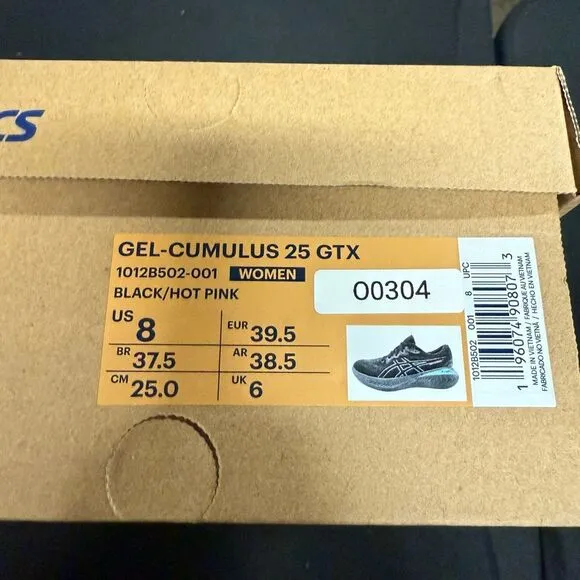 CS
GEL-CUMULUS 25 GTX
1012B502-001 WOMEN
BLACK/HOT PINK
O0304
US 8
EUR 39.5
BR 37.5
AR 38.5
CM 25.0
UK 6
1012B502 001 8 UPC
1 96074 90807 3
MADE IN VIETNAM / FABRIQUE AU VIETNAM
FABRICADO NO VIETNÃ / HECHO EN VIETNAM